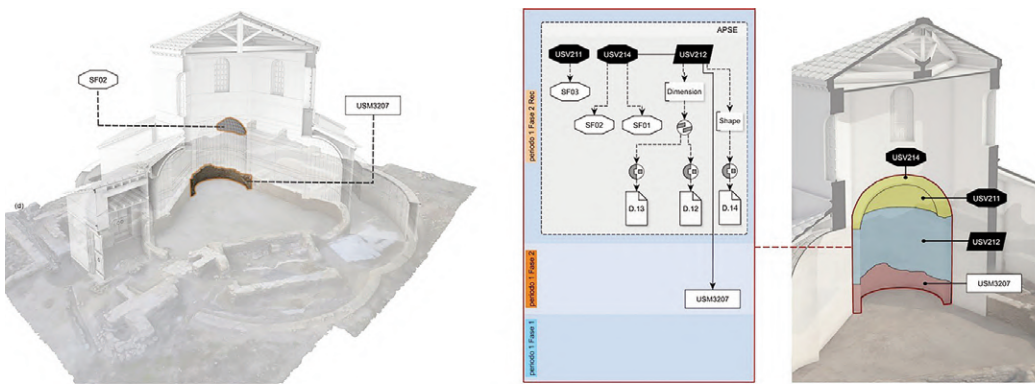 SF02
USM3207
(d)
periodo 1 Fase 2 Rec
APSE
USV211
USV214
USV212
SF03
Dimension
SF02
SF01
Shape
D.13
D.12
D.14
periodo 1 Fase 2
USM3207
periodo 1 Fase 1
USV214
USV211
USV212
USM3207